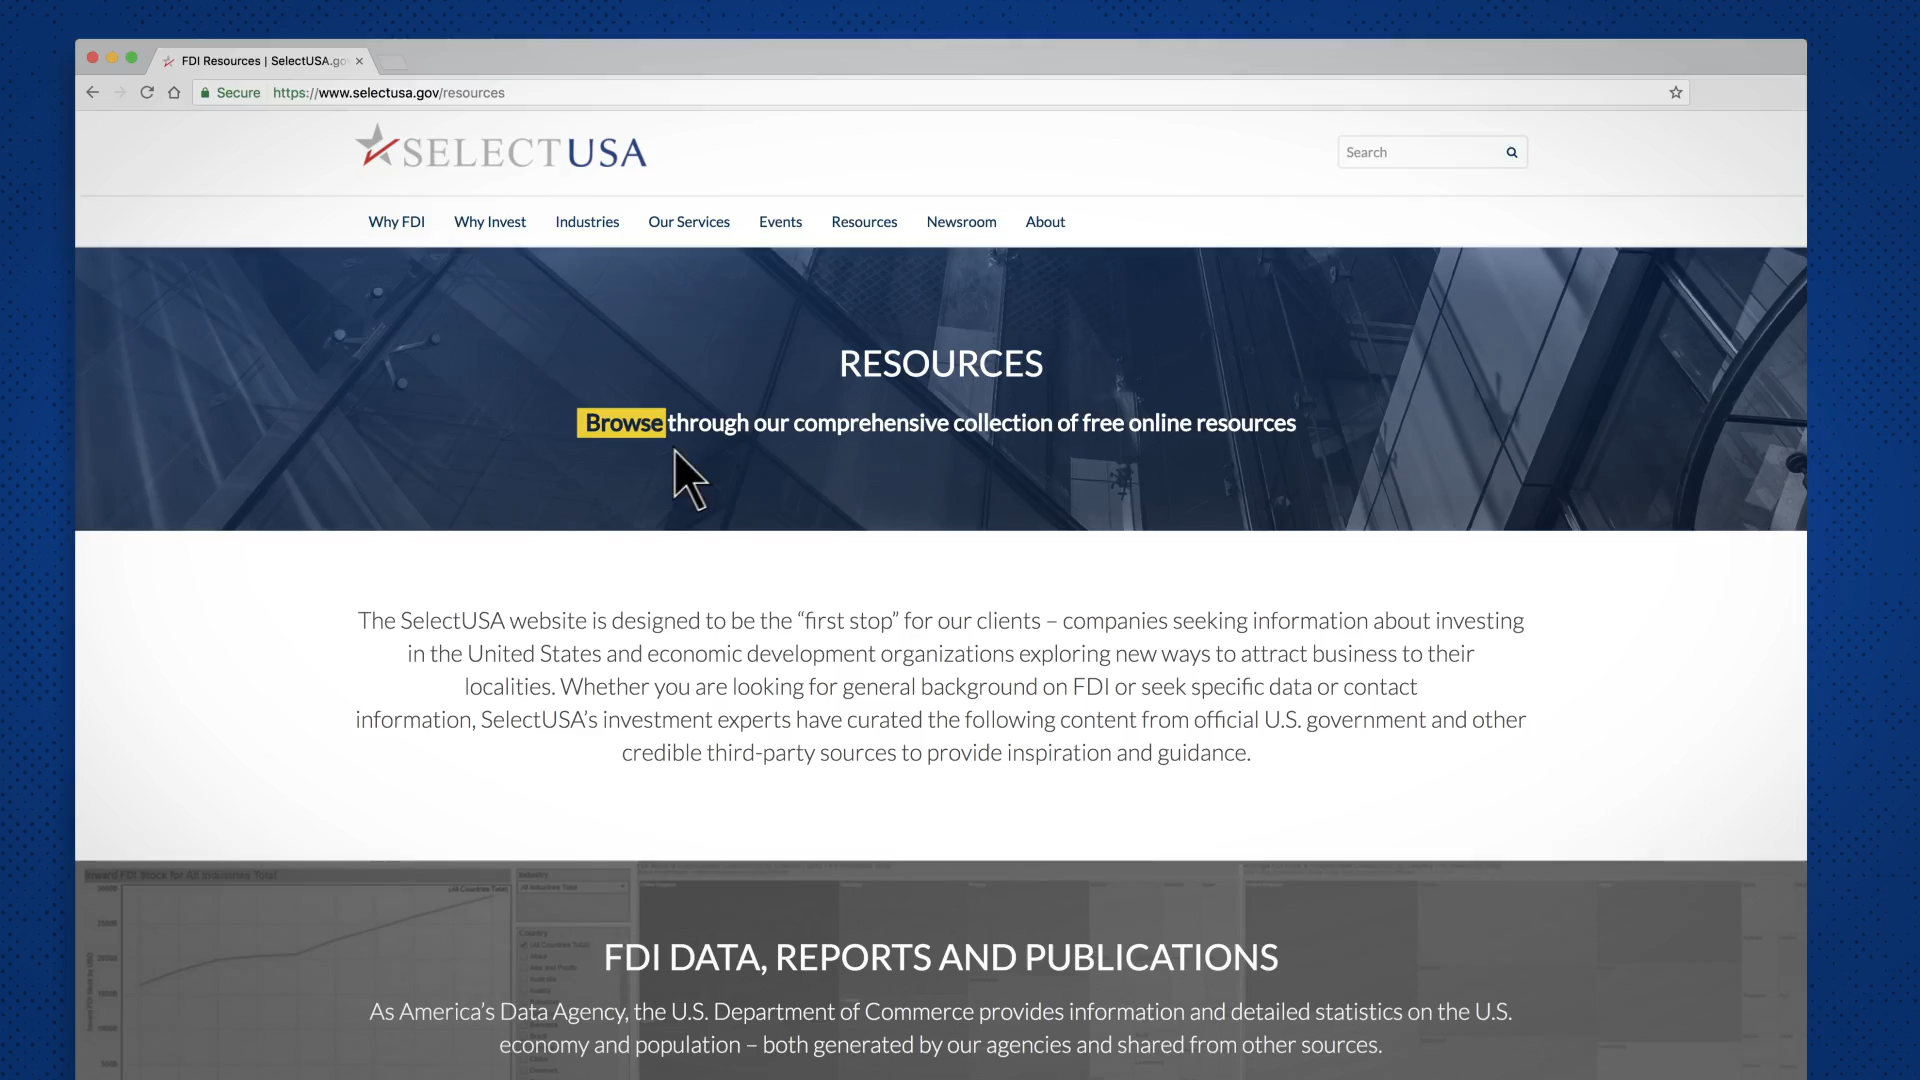 FDI Resources | SelectUSA.go
Secure https://www.selectusa.gov/resources
SELECTUSA
Search
Why FDI Why Invest Industries Our Services Events Resources Newsroom About
RESOURCES
Browse through our comprehensive collection of free online resources
The SelectUSA website is designed to be the “first stop” for our clients – companies seeking information about investing
in the United States and economic development organizations exploring new ways to attract business to their
localities. Whether you are looking for general background on FDI or seek specific data or contact
information, SelectUSA’s investment experts have curated the following content from official U.S. government and other
credible third-party sources to provide inspiration and guidance.
Inward FDI Stock for All Industries Total
Industry
All Industries Total
(All Countries Total)
Country
(All Countries Total)
FDI DATA, REPORTS AND PUBLICATIONS
As America’s Data Agency, the U.S. Department of Commerce provides information and detailed statistics on the U.S.
economy and population – both generated by our agencies and shared from other sources.